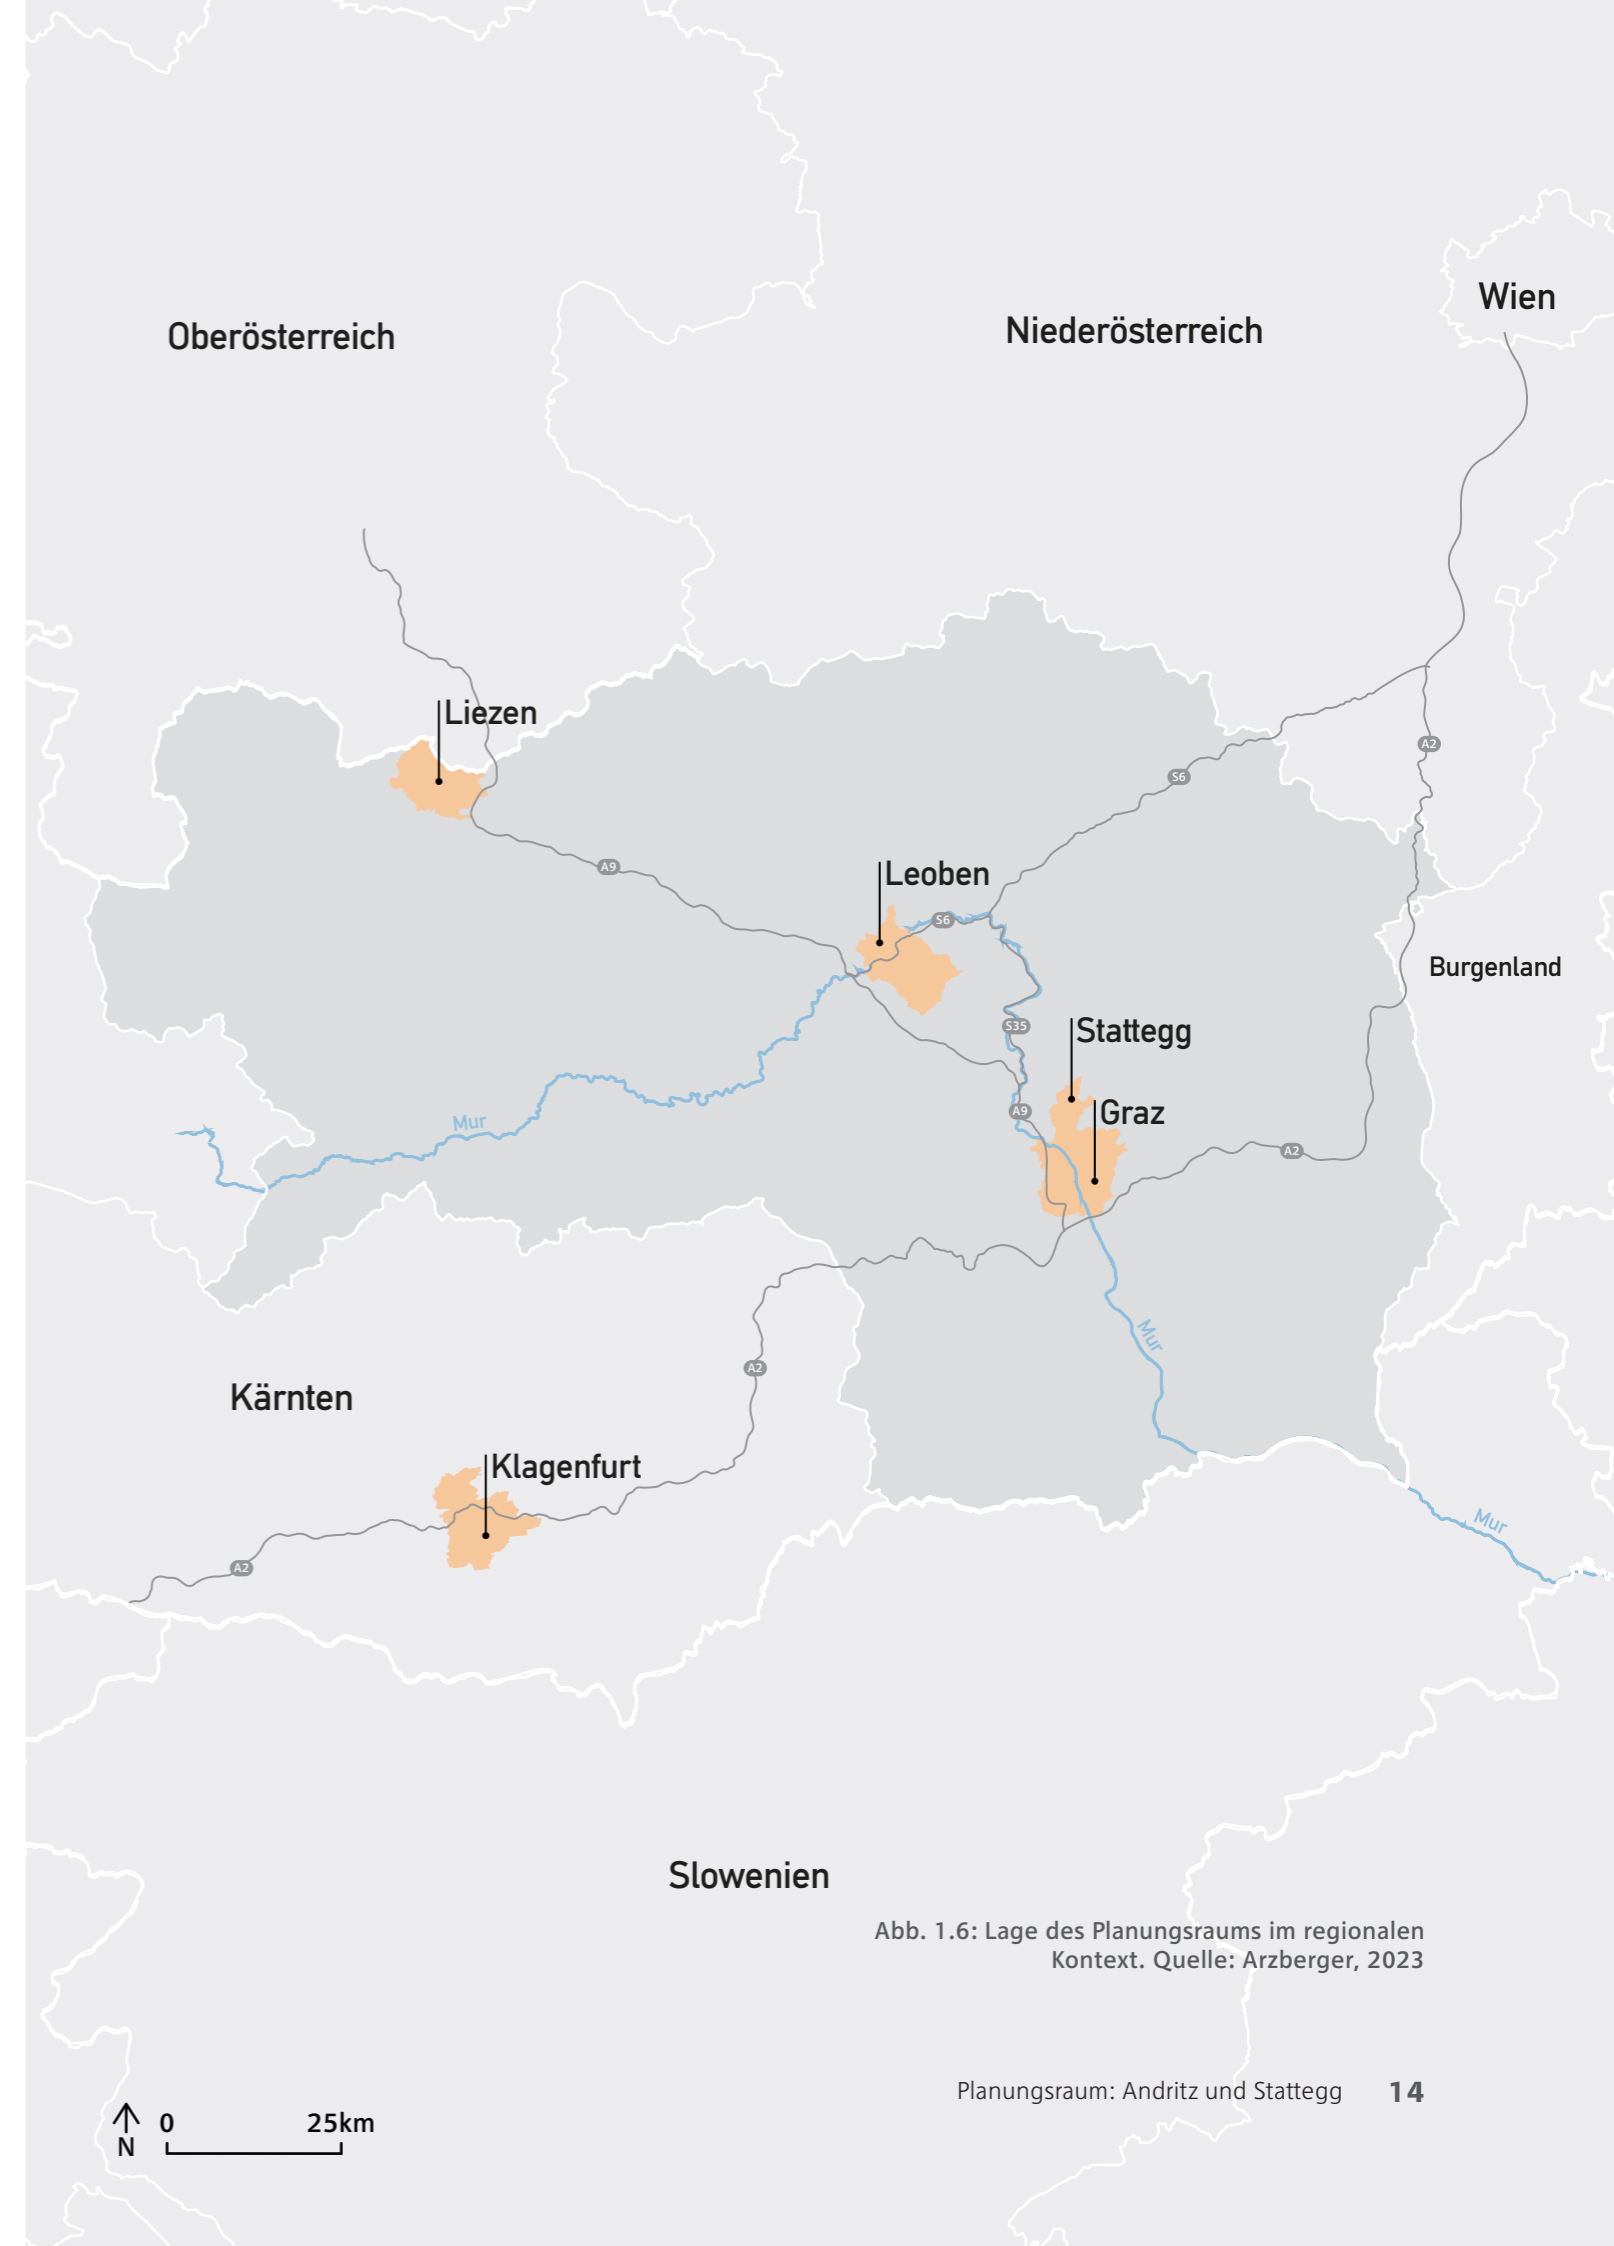 Wien
Oberösterreich
Niederösterreich
Liezen
A2
S6
A9
Leoben
S6
Burgenland
S35
Stattegg
A9
Graz
Mur
A2
Mur
A2
Kärnten
Klagenfurt
Mur
A2
Slowenien
Abb. 1.6: Lage des Planungsraums im regionalen
Kontext. Quelle: Arzberger, 2023
Planungsraum: Andritz und Stattegg 14
0 25km
N